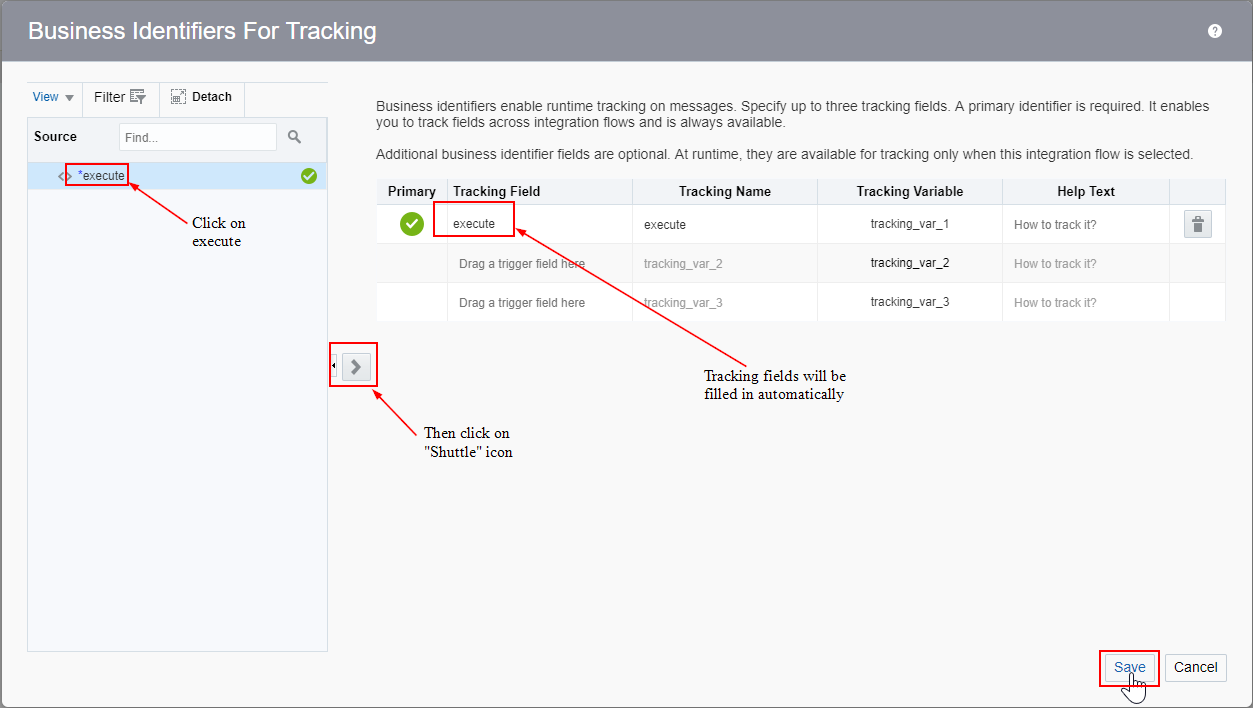 Business Identifiers For Tracking
?
View Filter Detach
Source Find...
*execute
Click on
execute
Business identifiers enable runtime tracking on messages. Specify up to three tracking fields. A primary identifier is required. It enables
you to track fields across integration flows and is always available.
Additional business identifier fields are optional. At runtime, they are available for tracking only when this integration flow is selected.
Primary Tracking Field Tracking Name Tracking Variable Help Text
execute execute tracking_var_1 How to track it?
Drag a trigger field here tracking_var_2 tracking_var_2 How to track it?
Drag a trigger field here tracking_var_3 tracking_var_3 How to track it?
Tracking fields will be
filled in automatically
Then click on
"Shuttle" icon
Save Cancel